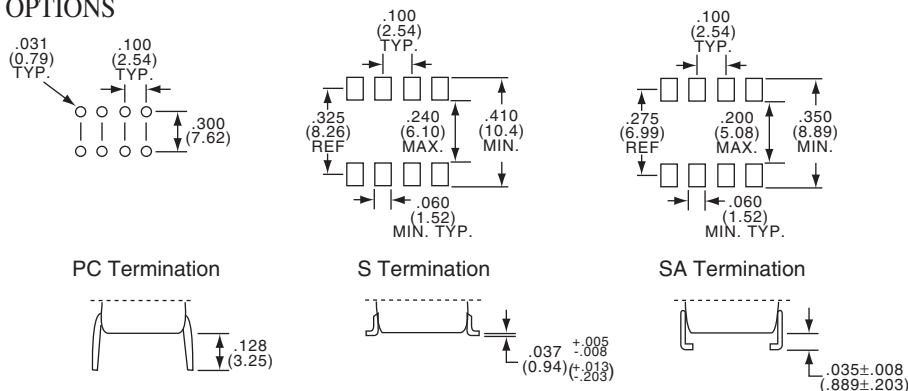 OPTIONS
.031
(0.79)
TYP.
.100
(2.54)
TYP.
.300
(7.62)
.100
(2.54)
TYP.
.325
(8.26)
REF
.240
(6.10)
MAX.
.410
(10.4)
MIN.
.060
(1.52)
MIN. TYP.
.100
(2.54)
TYP.
.275
(6.99)
REF
.200
(5.08)
MAX.
.350
(8.89)
MIN.
.060
(1.52)
MIN. TYP.
PC Termination
S Termination
SA Termination
.128
(3.25)
.037 +.005 -.008
(0.94)(+.013 -.203)
.035±.008
(.889±.203)